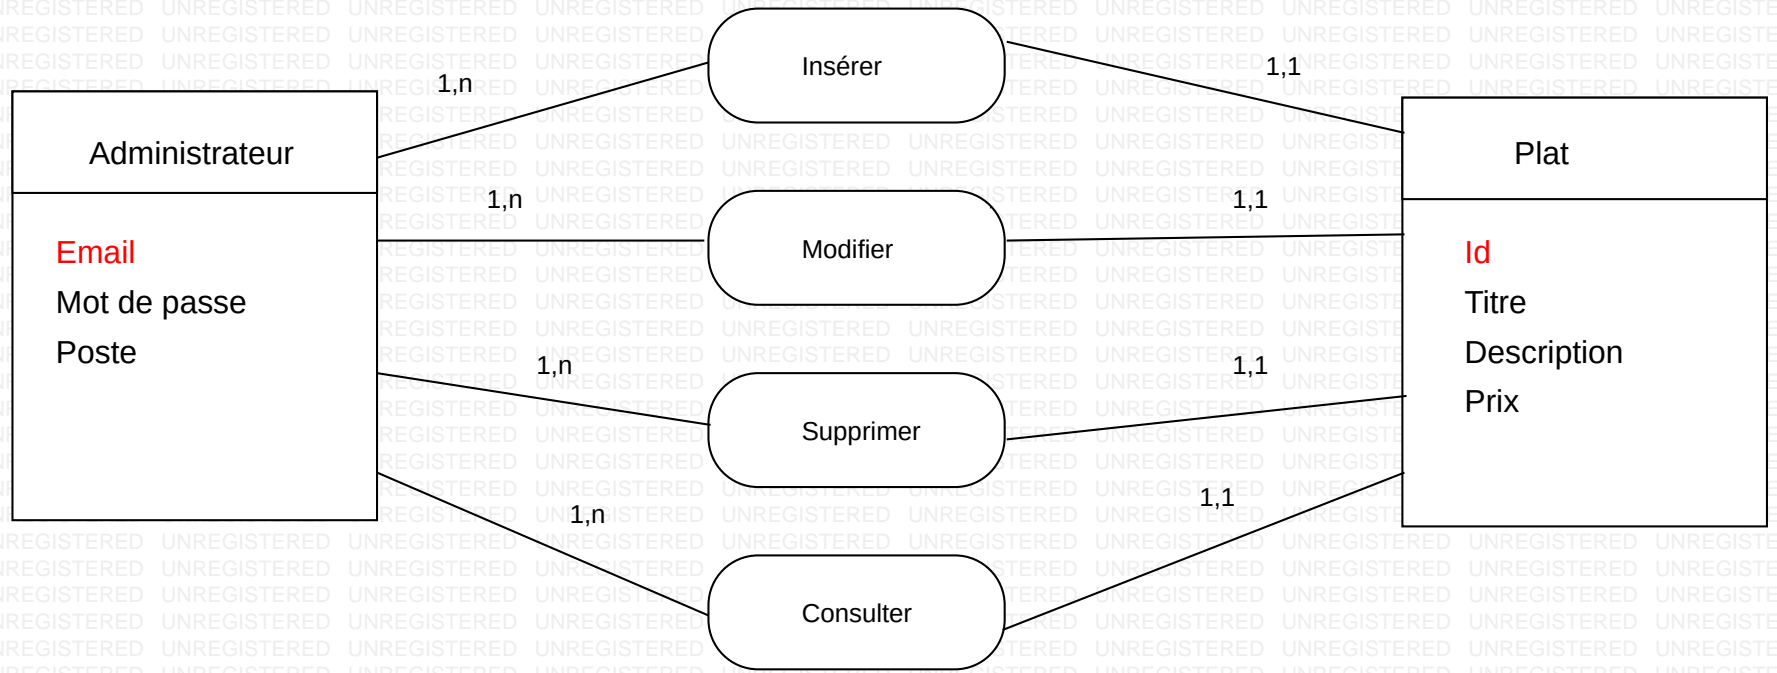 Insérer
1,n
1,1
Administrateur
Plat
1,n
Modifier
1,1
Email
Mot de passe
Poste
Id
Titre
Description
Prix
1,n
Supprimer
1,1
1,n
Consulter
1,1
UNREGISTERED